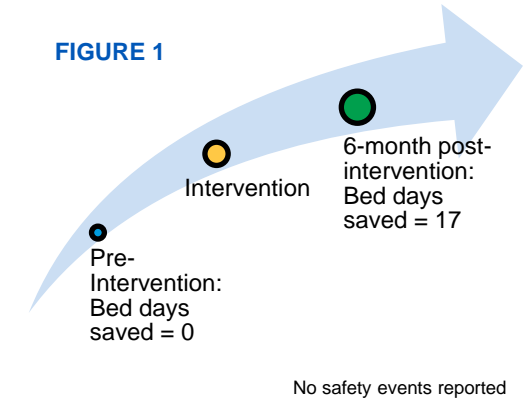 FIGURE 1
Pre-
Intervention:
Bed days
saved = 0
Intervention
6-month post-
intervention:
Bed days
saved = 17
No safety events reported